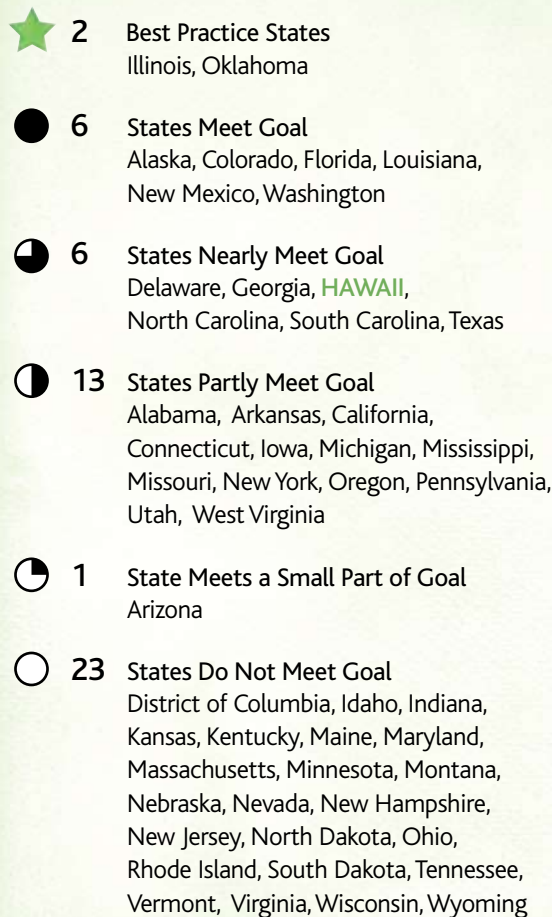 2 Best Practice States
Illinois, Oklahoma
6 States Meet Goal
Alaska, Colorado, Florida, Louisiana,
New Mexico, Washington
6 States Nearly Meet Goal
Delaware, Georgia, HAWAII,
North Carolina, South Carolina, Texas
13 States Partly Meet Goal
Alabama, Arkansas, California,
Connecticut, Iowa, Michigan, Mississippi,
Missouri, New York, Oregon, Pennsylvania,
Utah, West Virginia
1 State Meets a Small Part of Goal
Arizona
23 States Do Not Meet Goal
District of Columbia, Idaho, Indiana,
Kansas, Kentucky, Maine, Maryland,
Massachusetts, Minnesota, Montana,
Nebraska, Nevada, New Hampshire,
New Jersey, North Dakota, Ohio,
Rhode Island, South Dakota, Tennessee,
Vermont, Virginia, Wisconsin, Wyoming